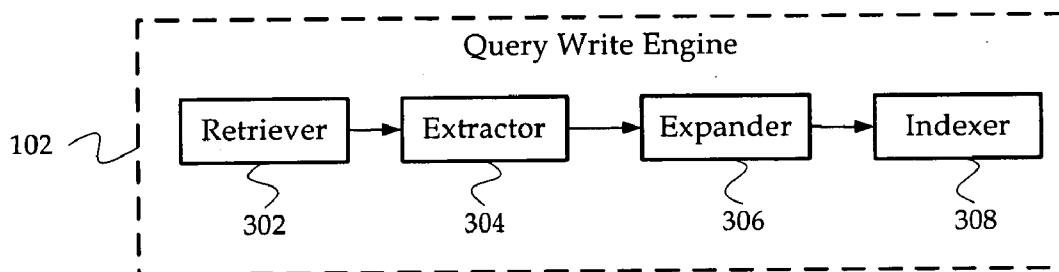 Query Write Engine
Retriever Extractor Expander Indexer
102
302 304 306 308